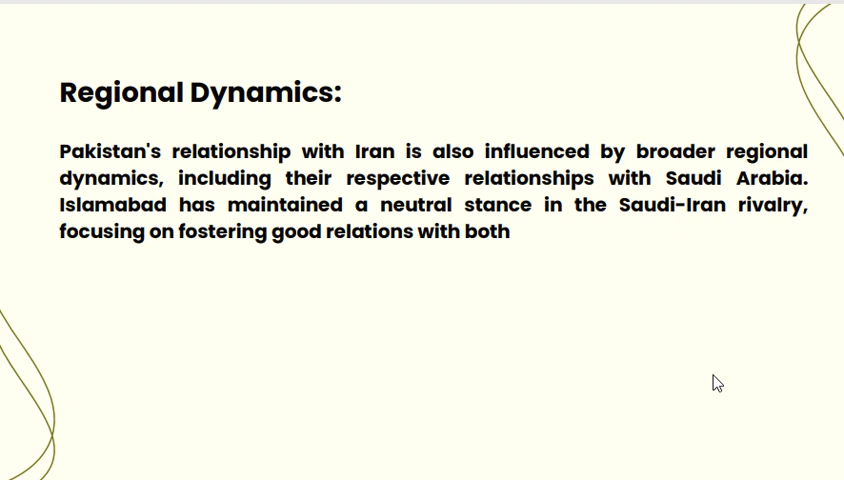 Regional Dynamics:
Pakistan's relationship with Iran is also influenced by broader regional
dynamics, including their respective relationships with Saudi Arabia.
Islamabad has maintained a neutral stance in the Saudi-Iran rivalry,
focusing on fostering good relations with both